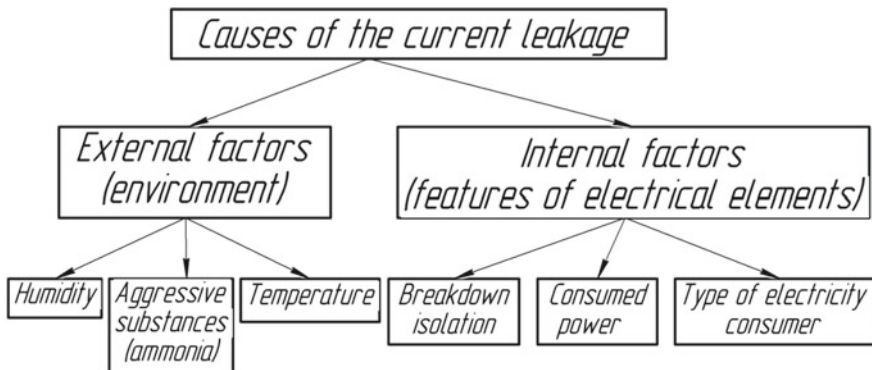 Causes of the current leakage
External factors
(environment)
Internal factors
(features of electrical elements)
Humidity
Aggressive
substances
(ammonia)
Temperature
Breakdown
isolation
Consumed
power
Type of electricity
consumer